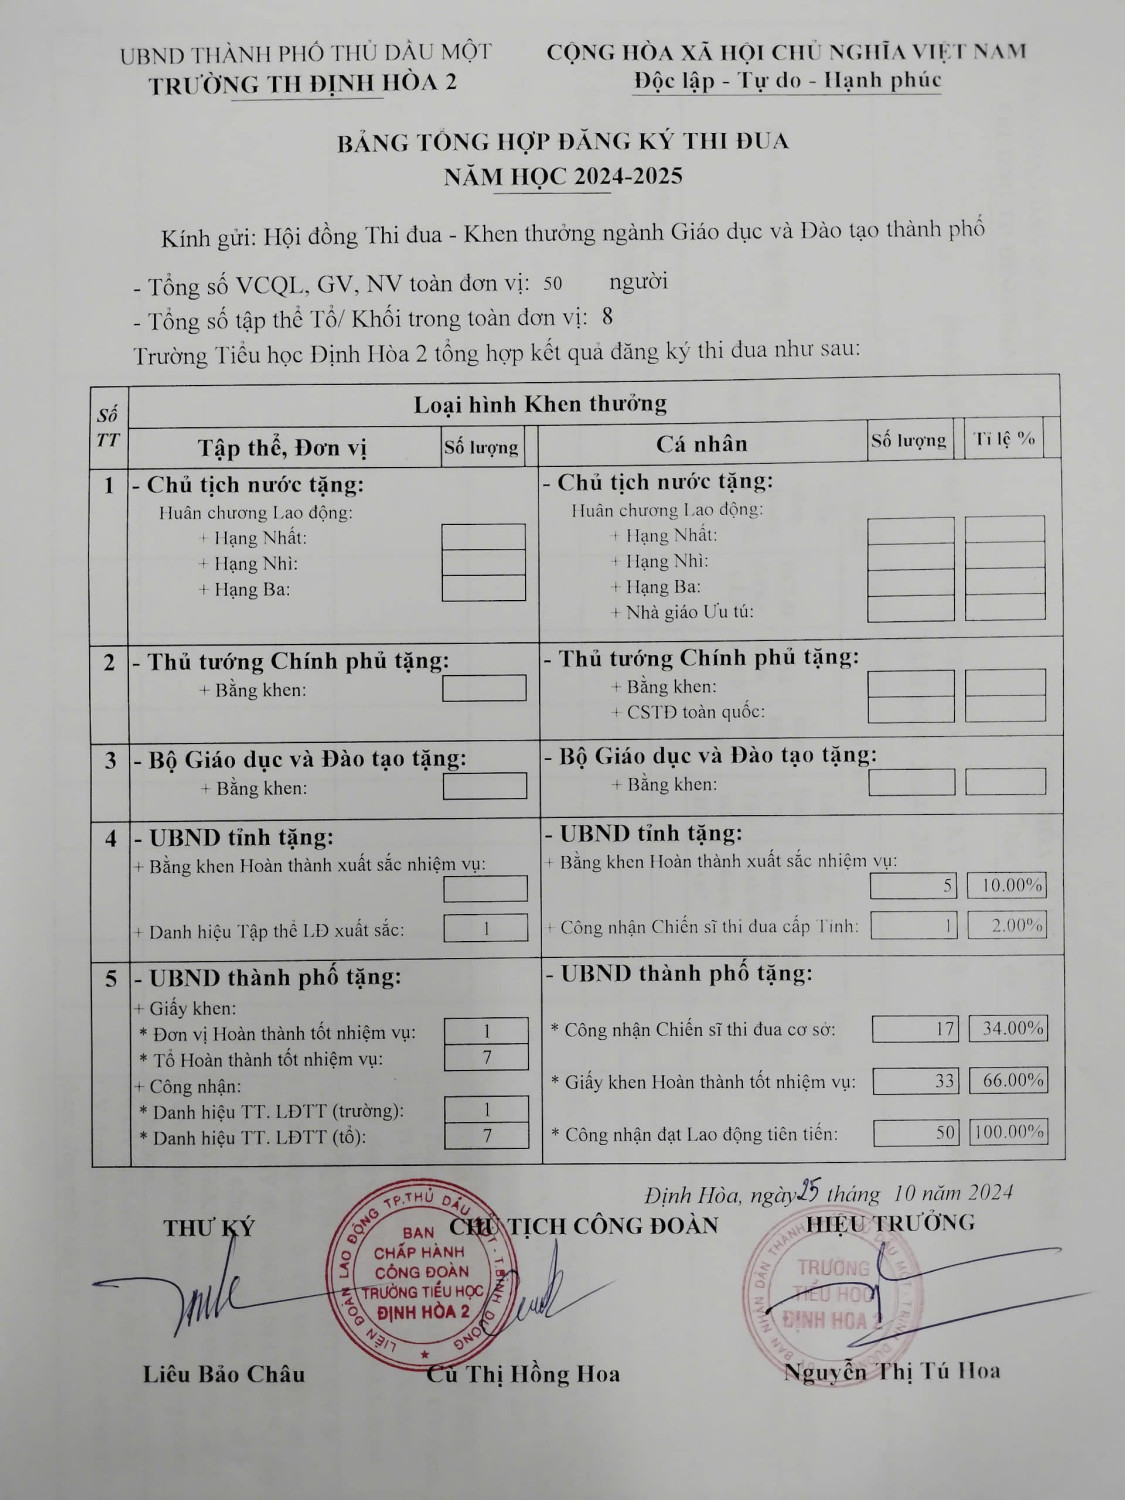 UBND THÀNH PHỐ THỦ DẦU MỘT
TRƯỜNG TH ĐỊNH HÒA 2
CỘNG HÒA XÃ HỘI CHỦ NGHĨA VIỆT NAM
Độc lập - Tự do - Hạnh phúc
BẢNG TỔNG HỢP ĐĂNG KÝ THI ĐUA
NĂM HỌC 2024-2025
Kính gửi: Hội đồng Thi đua - Khen thưởng ngành Giáo dục và Đào tạo thành phố
- Tổng số VCQL, GV, NV toàn đơn vị: 50 người
- Tổng số tập thể Tổ/ Khối trong toàn đơn vị: 8
Trường Tiểu học Định Hòa 2 tổng hợp kết quả đăng ký thi đua như sau:
Số TT
Loại hình Khen thưởng
Tập thể, Đơn vị Số lượng Cá nhân Số lượng Tỉ lệ %
1 - Chủ tịch nước tặng: - Chủ tịch nước tặng:
Huân chương Lao động: Huân chương Lao động:
+ Hạng Nhất: + Hạng Nhất:
+ Hạng Nhì: + Hạng Nhì:
+ Hạng Ba: + Hạng Ba:
+ Nhà giáo Ưu tú:
2 - Thủ tướng Chính phủ tặng: - Thủ tướng Chính phủ tặng:
+ Bằng khen: + Bằng khen:
+ CSTĐ toàn quốc:
3 - Bộ Giáo dục và Đào tạo tặng: - Bộ Giáo dục và Đào tạo tặng:
+ Bằng khen: + Bằng khen:
4 - UBND tỉnh tặng: - UBND tỉnh tặng:
+ Bằng khen Hoàn thành xuất sắc nhiệm vụ: + Bằng khen Hoàn thành xuất sắc nhiệm vụ:
5 10.00%
+ Danh hiệu Tập thể LĐ xuất sắc: 1 + Công nhận Chiến sĩ thi đua cấp Tỉnh: 1 2.00%
5 - UBND thành phố tặng: - UBND thành phố tặng:
+ Giấy khen:
* Đơn vị Hoàn thành tốt nhiệm vụ: 1 * Công nhận Chiến sĩ thi đua cơ sở: 17 34.00%
* Tổ Hoàn thành tốt nhiệm vụ: 7
+ Công nhận: * Giấy khen Hoàn thành tốt nhiệm vụ: 33 66.00%
* Danh hiệu TT. LĐTT (trường): 1
* Danh hiệu TT. LĐTT (tổ): 7 * Công nhận đạt Lao động tiên tiến: 50 100.00%
Định Hòa, ngày 25 tháng 10 năm 2024
THƯ KÝ CHỦ TỊCH CÔNG ĐOÀN HIỆU TRƯỞNG
LIÊN ĐOÀN LAO ĐỘNG TP.THỦ DẦU MỘT - T.BÌNH DƯƠNG
BAN
CHẤP HÀNH
CÔNG ĐOÀN
TRƯỜNG TIỂU HỌC
ĐỊNH HÒA 2
TRƯỜNG
TIỂU HỌC
ĐỊNH HÒA 2
Liêu Bảo Châu Cù Thị Hồng Hoa Nguyễn Thị Tú Hoa